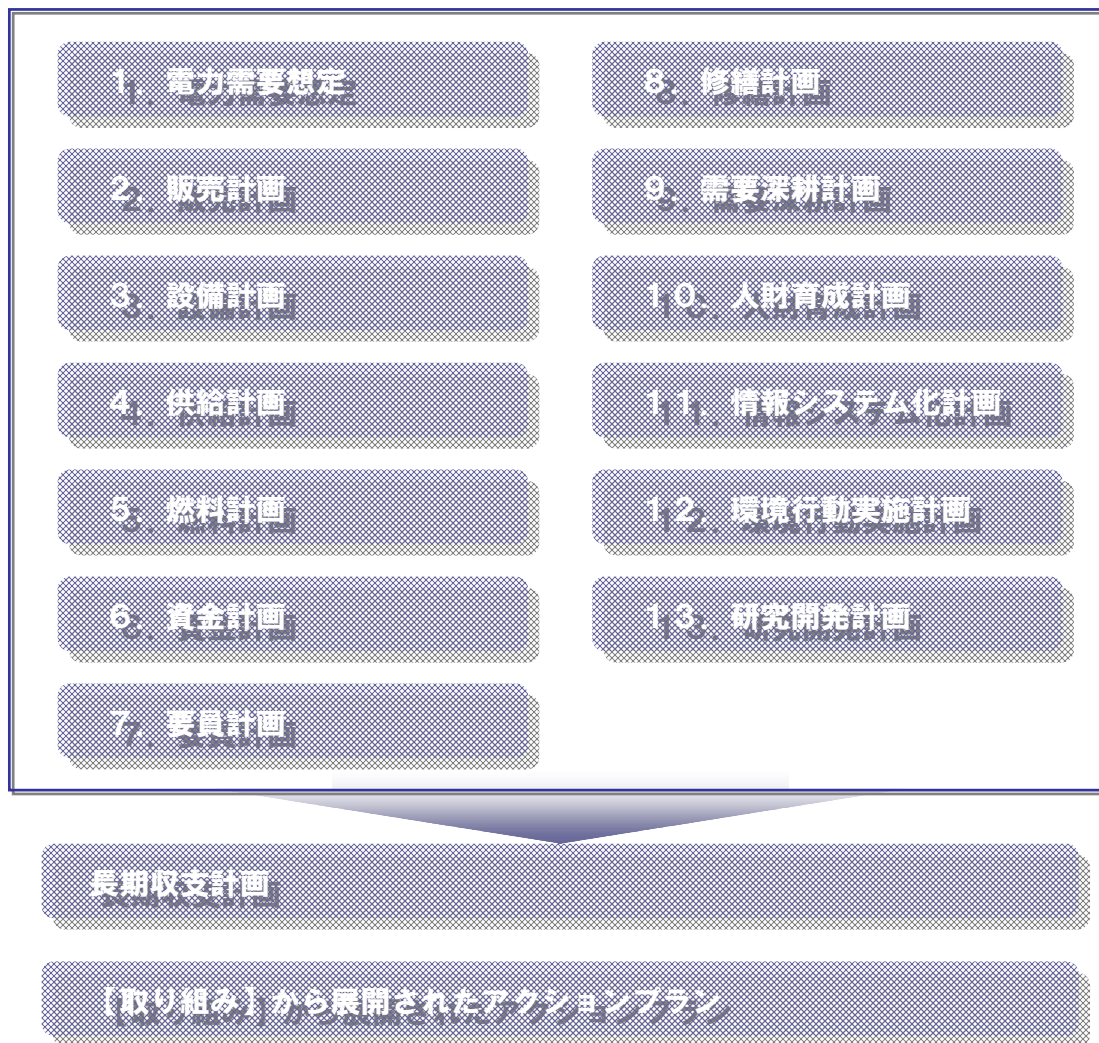 1．電力需要想定
2．販売計画
3．設備計画
4．供給計画
5．燃料計画
6．資金計画
7．要員計画
8．修繕計画
9．需要深耕計画
10．人財育成計画
11．情報システム化計画
12．環境行動実施計画
13．研究開発計画
長期収支計画
【取り組み】から展開されたアクションプラン